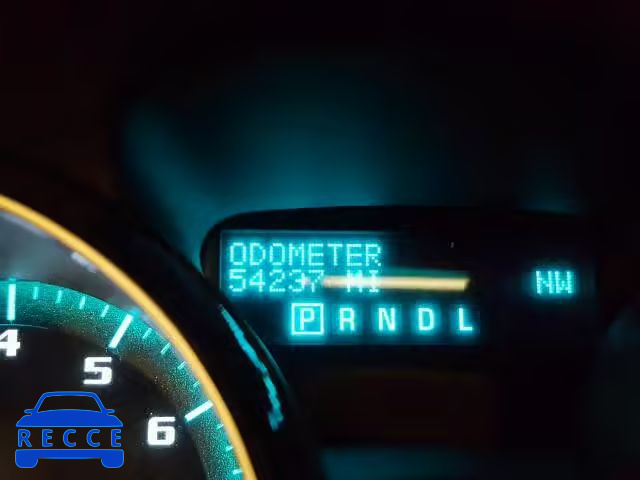 ODOMETER
54237 MI NW
P R N D L
4
5
6
RECCE